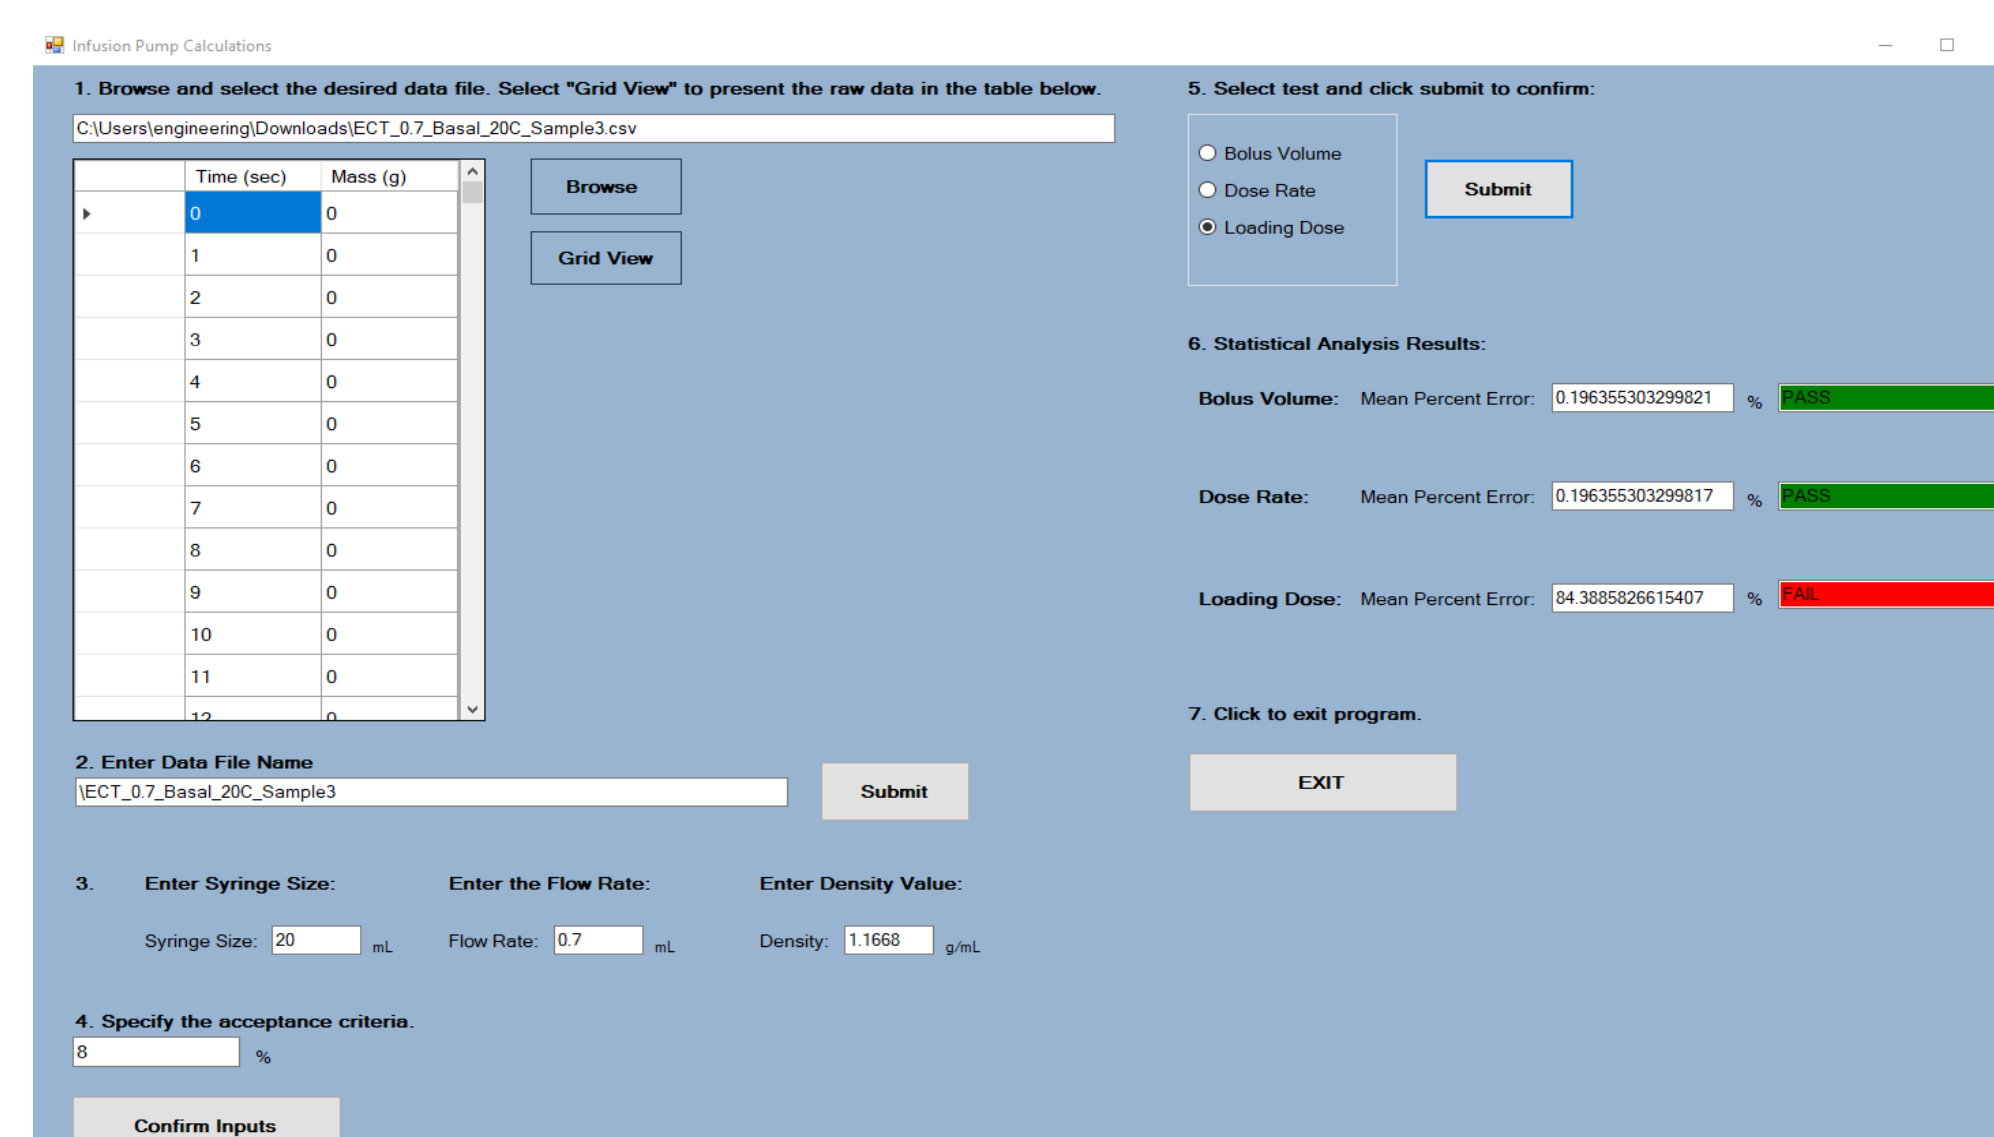 Infusion Pump Calculations
1. Browse and select the desired data file. Select "Grid View" to present the raw data in the table below.
C:\Users\engineering\Downloads\ECT_0.7_Basal_20C_Sample3.csv
Time (sec) Mass (g)
0 0
1 0
2 0
3 0
4 0
5 0
6 0
7 0
8 0
9 0
10 0
11 0
12 0
Browse
Grid View
2. Enter Data File Name
\ECT_0.7_Basal_20C_Sample3
Submit
3. Enter Syringe Size: Enter the Flow Rate: Enter Density Value:
Syringe Size: 20 mL Flow Rate: 0.7 mL Density: 1.1668 g/mL
4. Specify the acceptance criteria.
8 %
Confirm Inputs
5. Select test and click submit to confirm:
Bolus Volume
Dose Rate
Loading Dose
Submit
6. Statistical Analysis Results:
Bolus Volume: Mean Percent Error: 0.196355303299821 % PASS
Dose Rate: Mean Percent Error: 0.196355303299817 % PASS
Loading Dose: Mean Percent Error: 84.3885826615407 % FAIL
7. Click to exit program.
EXIT